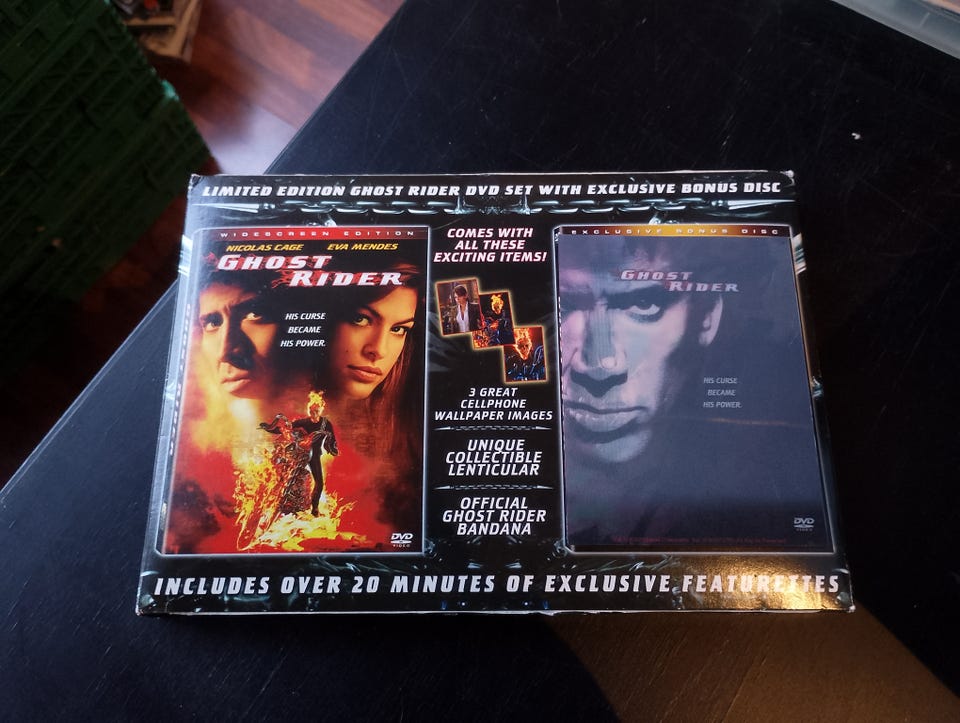 LIMITED EDITION GHOST RIDER DVD SET WITH EXCLUSIVE BONUS DISC
WIDESCREEN EDITION
NICOLAS CAGE EVA MENDES
GHOST
RIDER
HIS CURSE
BECAME
HIS POWER.
DVD
VIDEO
COMES WITH
ALL THESE
EXCITING ITEMS!
3 GREAT
CELLPHONE
WALLPAPER IMAGES
UNIQUE
COLLECTIBLE
LENTICULAR
OFFICIAL
GHOST RIDER
BANDANA
EXCLUSIVE BONUS DISC
GHOST
RIDER
HIS CURSE
BECAME
HIS POWER.
DVD
VIDEO
INCLUDES OVER 20 MINUTES OF EXCLUSIVE FEATURETTES